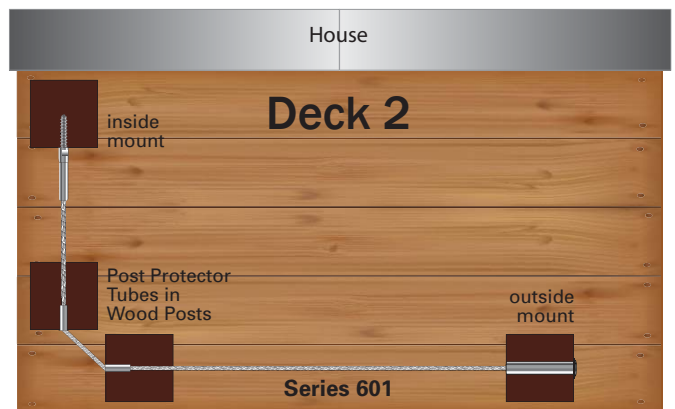 House
Deck 2
inside
mount
Post Protector
Tubes in
Wood Posts
outside
mount
Series 601